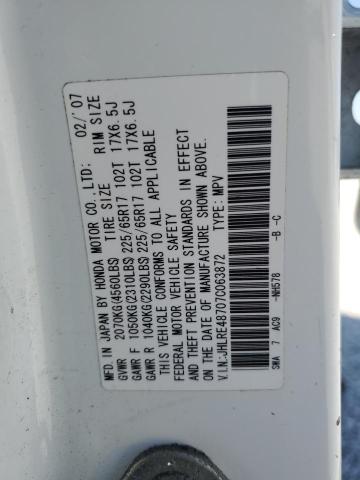 MFD. IN JAPAN BY HONDA MOTOR CO.,LTD: 02/'07
GVWR 2070KG(4560LBS) TIRE SIZE RIM SIZE
GAWR F 1050KG(2310LBS)225/65R17 102T 17X6.5J
GAWR R 1040KG(2290LBS)225/65R17 102T 17X6.5J
THIS VEHICLE CONFORMS TO ALL APPLICABLE
FEDERAL MOTOR VEHICLE SAFETY
AND THEFT PREVENTION STANDARDS IN EFFECT
ON THE DATE OF MANUFACTURE SHOWN ABOVE.
V.I.N:JHLRE48707C063872 TYPE: MPV
SWA 7 AC9 -NH578 -B -C